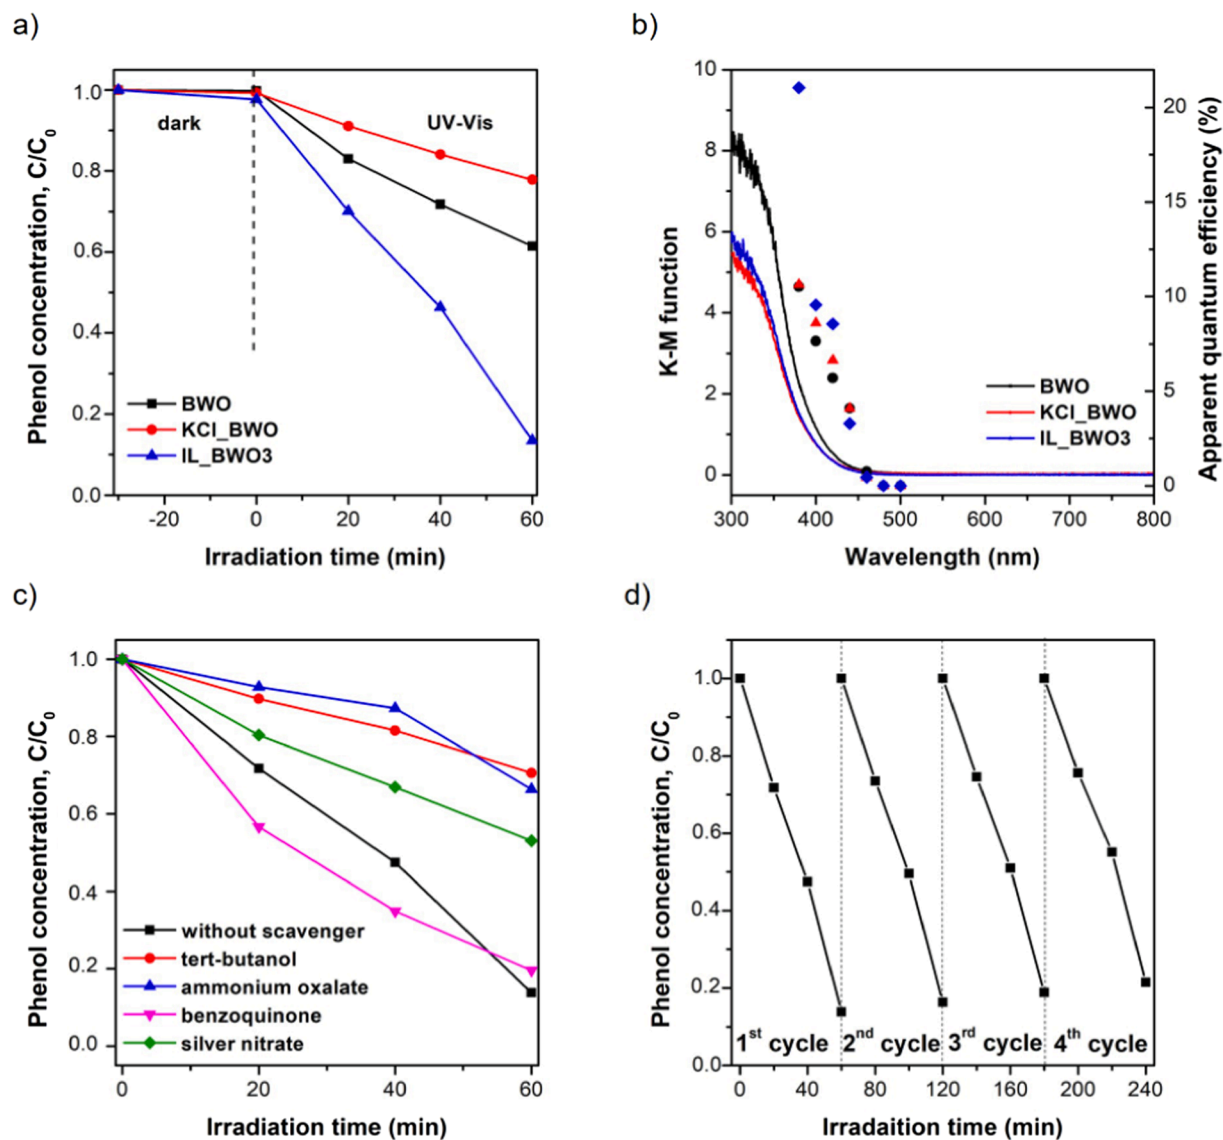 a)
1.0
0.8
0.6
0.4
0.2
0.0
-20
0
20
40
60
dark
UV-Vis
BWO
KCl_BWO
IL_BWO3
Phenol concentration, C/C0
Irradiation time (min)
b)
10
8
6
4
2
0
20
15
10
5
0
300
400
500
600
700
800
BWO
KCl_BWO
IL_BWO3
K-M function
Apparent quantum efficiency (%)
Wavelength (nm)
c)
1.0
0.8
0.6
0.4
0.2
0.0
0
20
40
60
without scavenger
tert-butanol
ammonium oxalate
benzoquinone
silver nitrate
Phenol concentration, C/C0
Irradiation time (min)
d)
1.0
0.8
0.6
0.4
0.2
0.0
0
40
80
120
160
200
240
1st cycle
2nd cycle
3rd cycle
4th cycle
Phenol concentration, C/C0
Irradaition time (min)